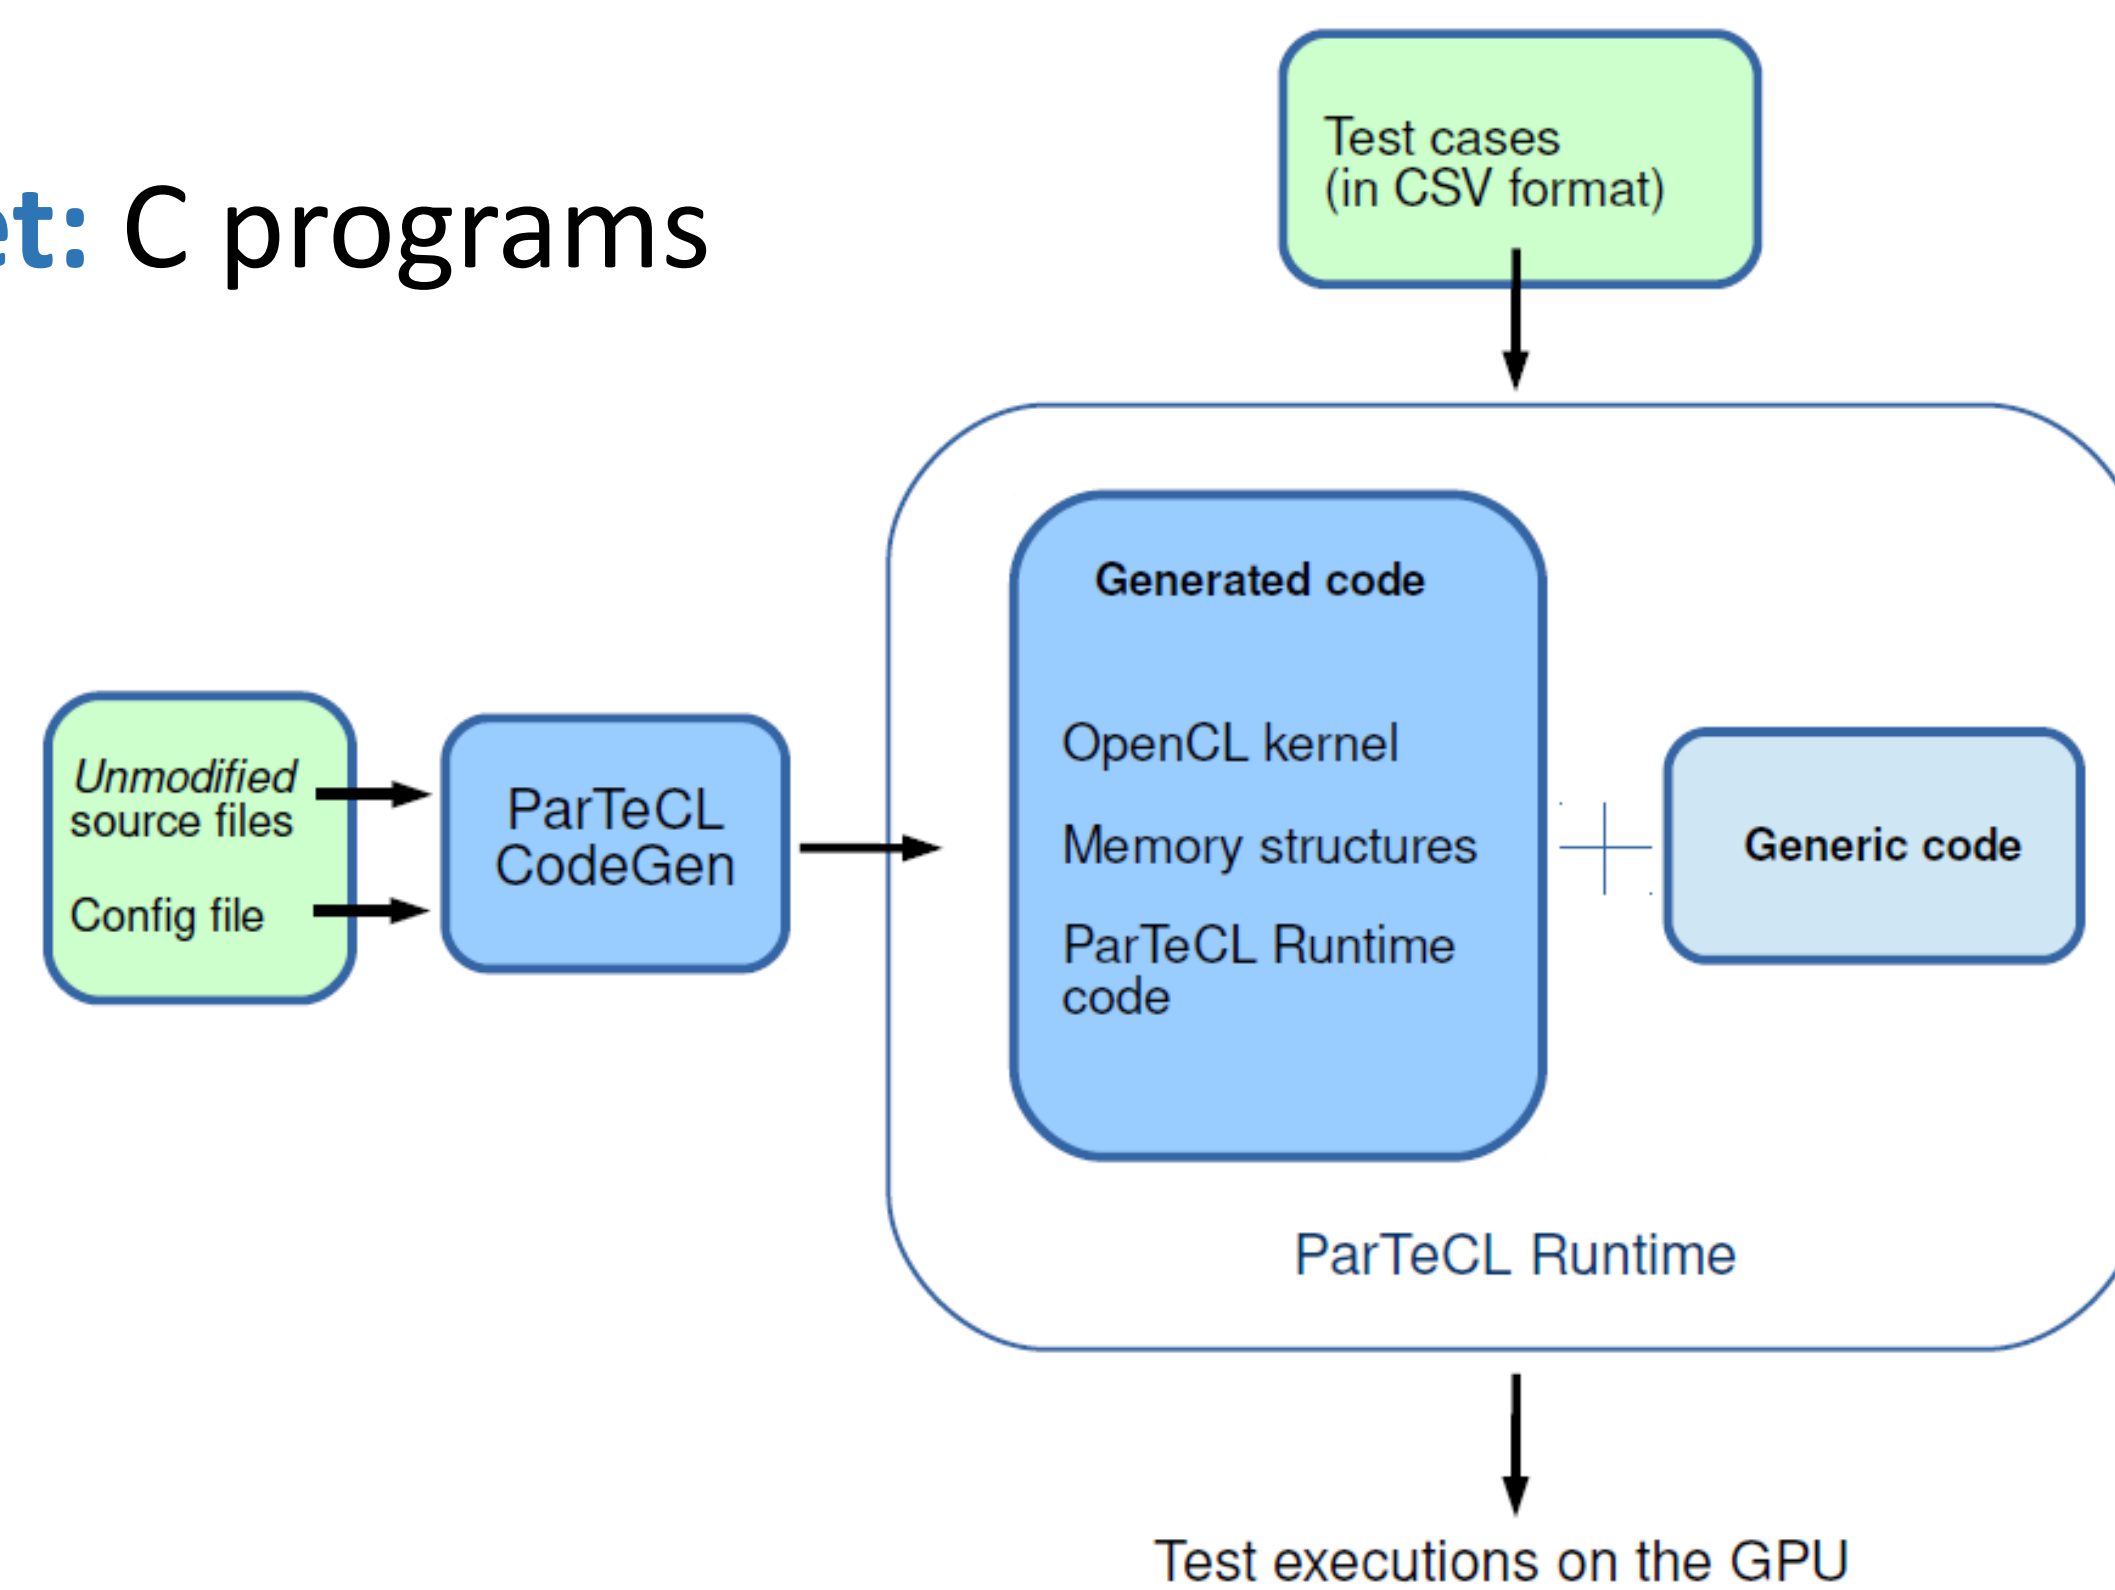 et: C programs
Test cases
(in CSV format)
Generated code
OpenCL kernel
Memory structures
ParTeCL Runtime
code
Unmodified
source files
Config file
ParTeCL
CodeGen
Generic code
ParTeCL Runtime
Test executions on the GPU